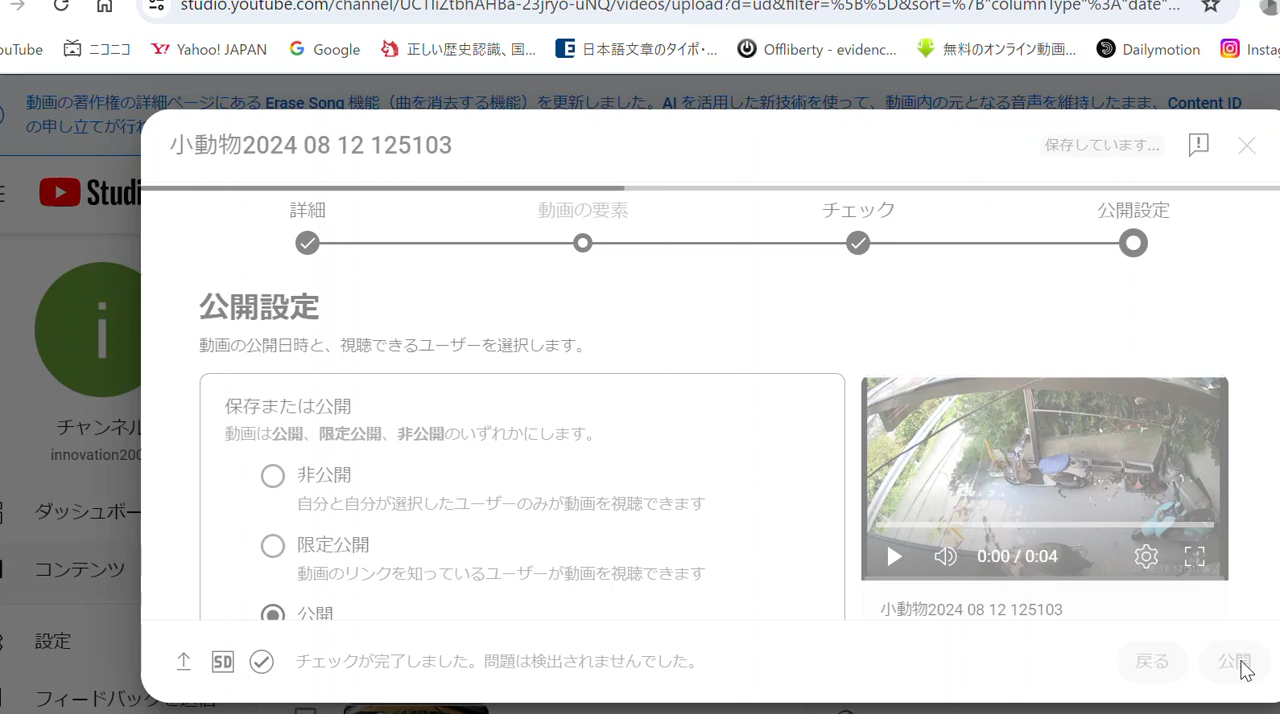 studio.youtube.com/channel/UCTliZtbhAHBa-23jryo-uNQ/videos/upload?d=ud&filter=%5B%5D&sort=%7B"columnType"%3A"date"...
ouTube ニコニコ Yahoo! JAPAN Google 正しい歴史認識、国... 日本語文章のタイポ・... Offliberty - evidenc... 無料のオンライン動画... Dailymotion Insta
動画の著作権の詳細ページにある Erase Song 機能（曲を消去する機能）を更新しました。AI を活用した新技術を使って、動画内の元となる音声を維持したまま、Content ID
の申し立てが行わ
小動物2024 08 12 125103
保存しています...
Studi
詳細 動画の要素 チェック 公開設定
公開設定
動画の公開日時と、視聴できるユーザーを選択します。
i
保存または公開
動画は公開、限定公開、非公開のいずれかにします。
チャンネル
innovation200
非公開
自分と自分が選択したユーザーのみが動画を視聴できます
ダッシュボー
限定公開
動画のリンクを知っているユーザーが動画を視聴できます
0:00 / 0:04
コンテンツ
公開
小動物2024 08 12 125103
設定
SD
チェックが完了しました。問題は検出されませんでした。
戻る 公開
フィードバックを送信